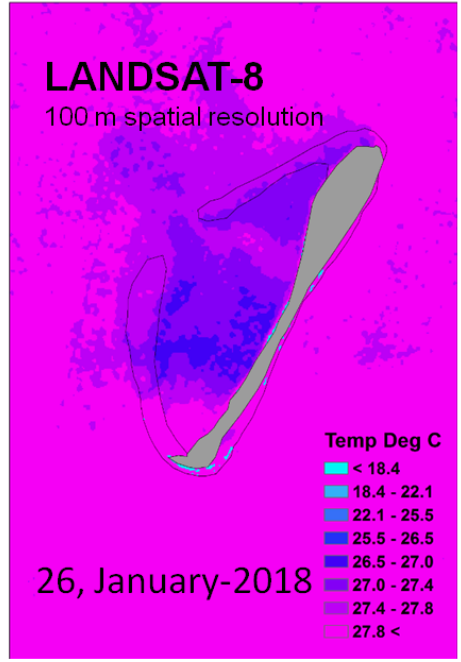 LANDSAT-8
100 m spatial resolution
Temp Deg C
< 18.4
18.4 - 22.1
22.1 - 25.5
25.5 - 26.5
26.5 - 27.0
27.0 - 27.4
27.4 - 27.8
27.8 <
26, January-2018